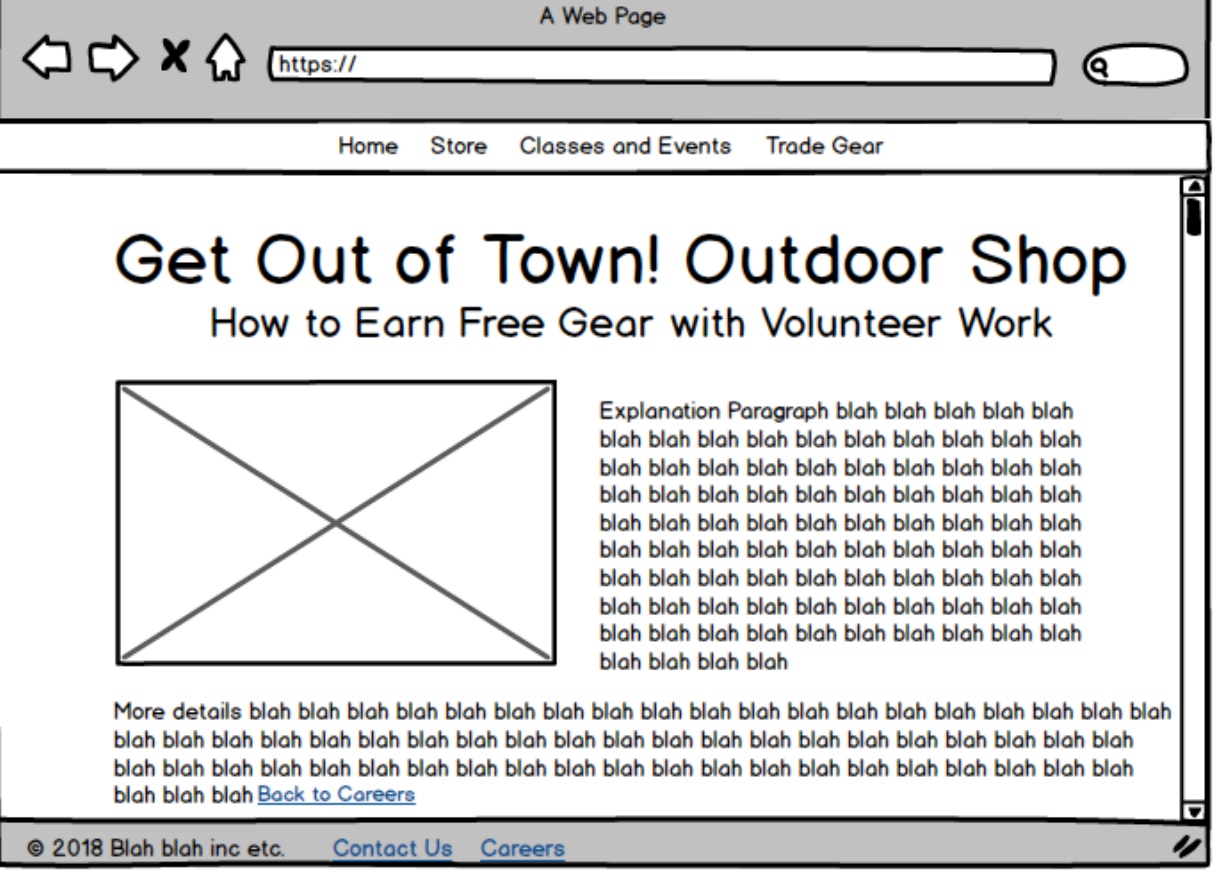 A Web Page
https://
Home Store Classes and Events Trade Gear
Get Out of Town! Outdoor Shop
How to Earn Free Gear with Volunteer Work
Explanation Paragraph blah blah blah blah blah
blah blah blah blah blah blah blah blah blah blah
blah blah blah blah blah blah blah blah blah blah
blah blah blah blah blah blah blah blah blah blah
blah blah blah blah blah blah blah blah blah blah
blah blah blah blah blah blah blah blah blah blah
blah blah blah blah blah blah blah blah blah blah
blah blah blah blah blah blah blah blah blah blah
blah blah blah blah blah blah blah blah blah blah
blah blah blah blah
More details blah blah blah blah blah blah blah blah blah blah blah blah blah blah blah blah blah blah blah
blah blah blah blah blah blah blah blah blah blah blah blah blah blah blah blah blah blah blah blah blah
blah blah blah blah blah blah blah blah blah blah blah blah blah blah blah blah blah blah blah blah blah
blah blah blah Back to Careers
© 2018 Blah blah inc etc. Contact Us Careers